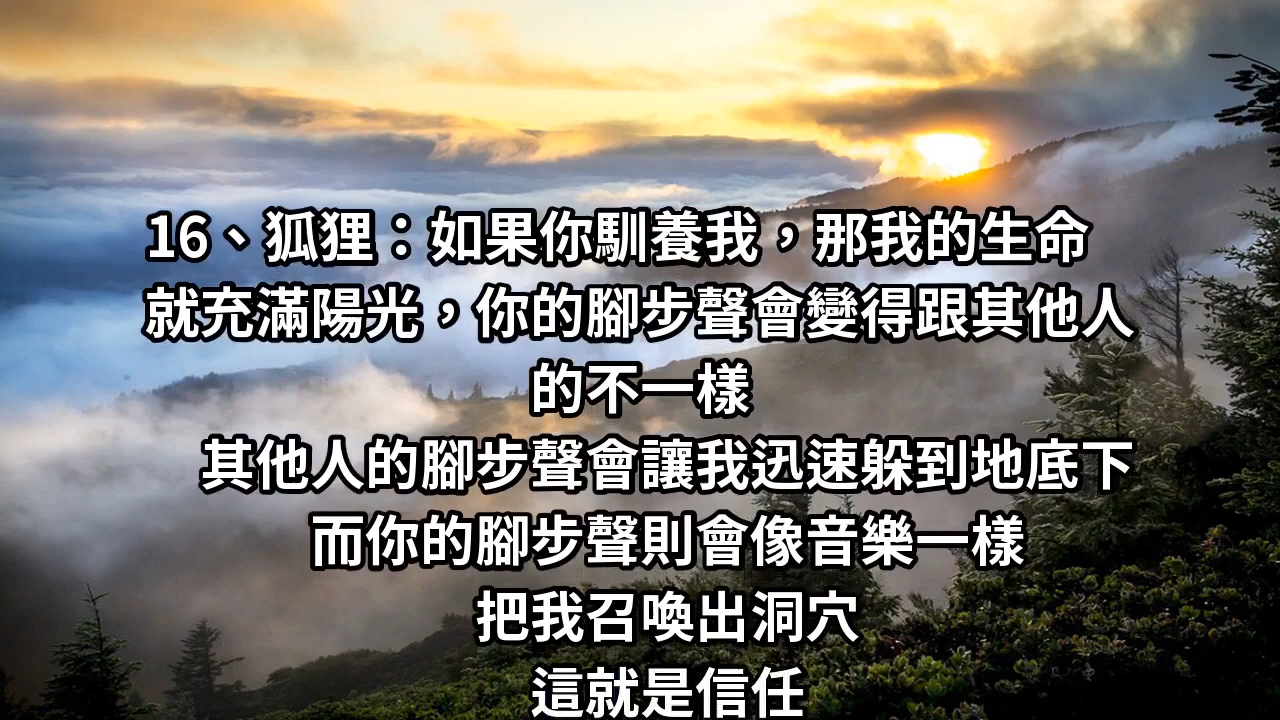 16、狐狸：如果你馴養我，那我的生命
就充滿陽光，你的腳步聲會變得跟其他人
的不一樣
其他人的腳步聲會讓我迅速躲到地底下
而你的腳步聲則會像音樂一樣
把我召喚出洞穴
這就是信任